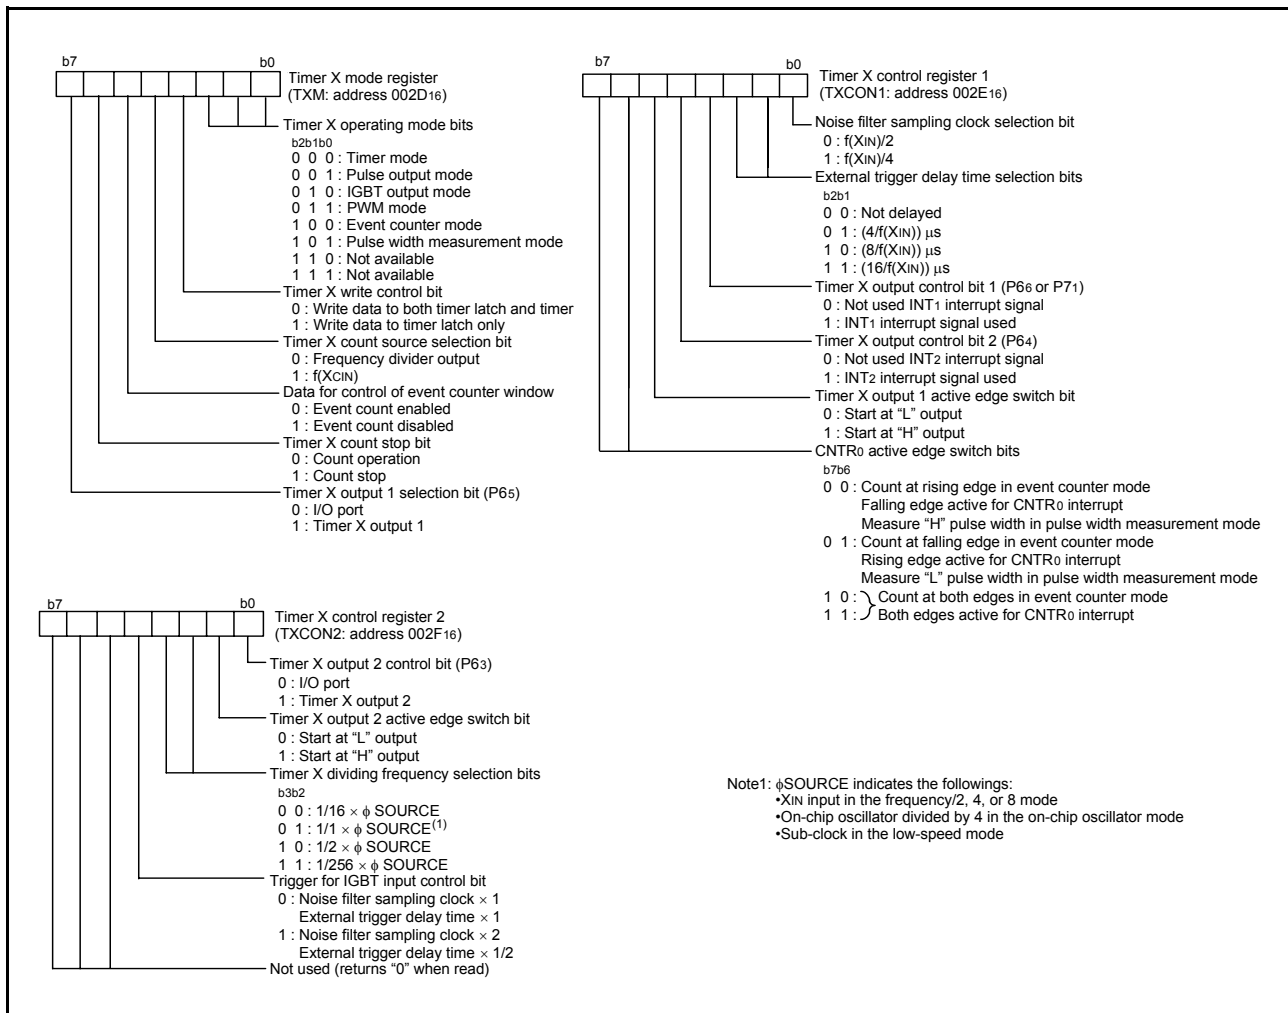 b7 b0
Timer X mode register
(TXM: address 002D16)
Timer X operating mode bits
b2b1b0
0 0 0 : Timer mode
0 0 1 : Pulse output mode
0 1 0 : IGBT output mode
0 1 1 : PWM mode
1 0 0 : Event counter mode
1 0 1 : Pulse width measurement mode
1 1 0 : Not available
1 1 1 : Not available
Timer X write control bit
0 : Write data to both timer latch and timer
1 : Write data to timer latch only
Timer X count source selection bit
0 : Frequency divider output
1 : f(XCIN)
Data for control of event counter window
0 : Event count enabled
1 : Event count disabled
Timer X count stop bit
0 : Count operation
1 : Count stop
Timer X output 1 selection bit (P65)
0 : I/O port
1 : Timer X output 1
b7 b0
Timer X control register 1
(TXCON1: address 002E16)
Noise filter sampling clock selection bit
0 : f(XIN)/2
1 : f(XIN)/4
External trigger delay time selection bits
b2b1
0 0 : Not delayed
0 1 : (4/f(XIN)) μs
1 0 : (8/f(XIN)) μs
1 1 : (16/f(XIN)) μs
Timer X output control bit 1 (P66 or P71)
0 : Not used INT1 interrupt signal
1 : INT1 interrupt signal used
Timer X output control bit 2 (P64)
0 : Not used INT2 interrupt signal
1 : INT2 interrupt signal used
Timer X output 1 active edge switch bit
0 : Start at “L” output
1 : Start at “H” output
CNTR0 active edge switch bits
b7b6
0 0 : Count at rising edge in event counter mode
Falling edge active for CNTR0 interrupt
Measure “H” pulse width in pulse width measurement mode
0 1 : Count at falling edge in event counter mode
Rising edge active for CNTR0 interrupt
Measure “L” pulse width in pulse width measurement mode
1 0 : Count at both edges in event counter mode
1 1 : Both edges active for CNTR0 interrupt
b7 b0
Timer X control register 2
(TXCON2: address 002F16)
Timer X output 2 control bit (P63)
0 : I/O port
1 : Timer X output 2
Timer X output 2 active edge switch bit
0 : Start at “L” output
1 : Start at “H” output
Timer X dividing frequency selection bits
b3b2
0 0 : 1/16 × ϕ SOURCE
0 1 : 1/1 × ϕ SOURCE(1)
1 0 : 1/2 × ϕ SOURCE
1 1 : 1/256 × ϕ SOURCE
Trigger for IGBT input control bit
0 : Noise filter sampling clock × 1
External trigger delay time × 1
1 : Noise filter sampling clock × 2
External trigger delay time × 1/2
Not used (returns “0” when read)
Note1: ϕSOURCE indicates the followings:
•XIN input in the frequency/2, 4, or 8 mode
•On-chip oscillator divided by 4 in the on-chip oscillator mode
•Sub-clock in the low-speed mode